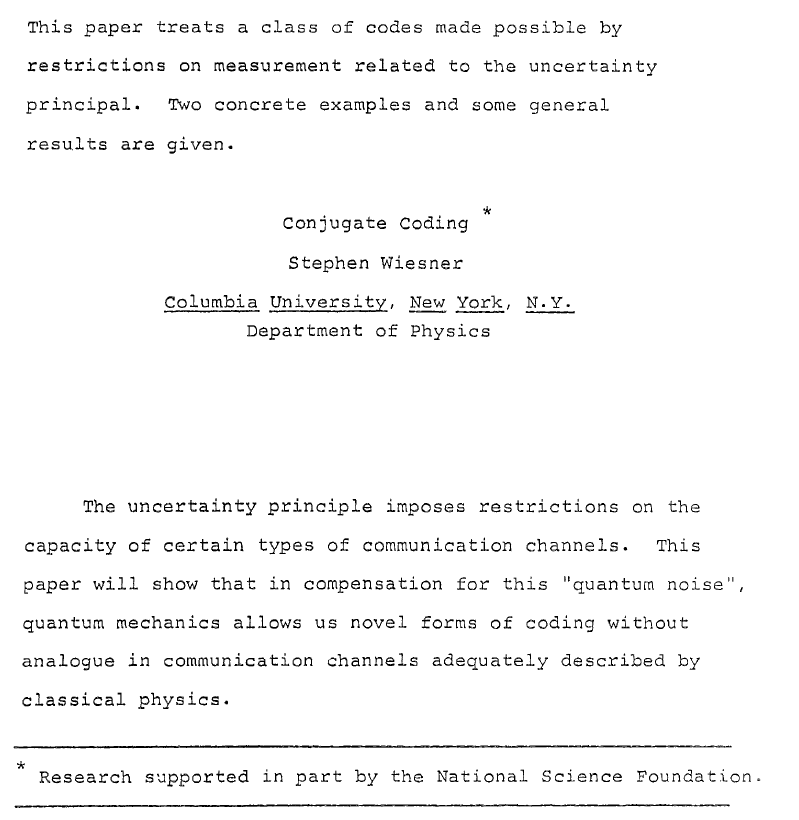 This paper treats a class of codes made possible by
restrictions on measurement related to the uncertainty
principal. Two concrete examples and some general
results are given.
Conjugate Coding *
Stephen Wiesner
Columbia University, New York, N.Y.
Department of Physics
The uncertainty principle imposes restrictions on the
capacity of certain types of communication channels. This
paper will show that in compensation for this "quantum noise",
quantum mechanics allows us novel forms of coding without
analogue in communication channels adequately described by
classical physics.
* Research supported in part by the National Science Foundation.